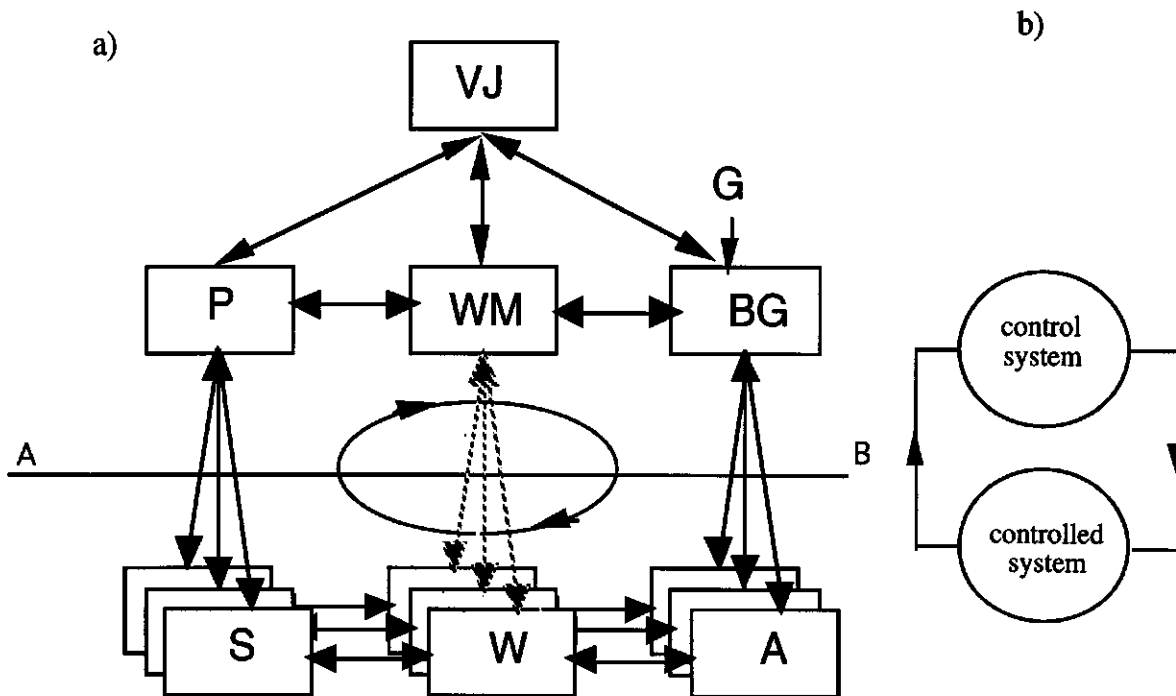 a)
b)
VJ
G
P
WM
BG
control
system
A
B
controlled
system
S
W
A